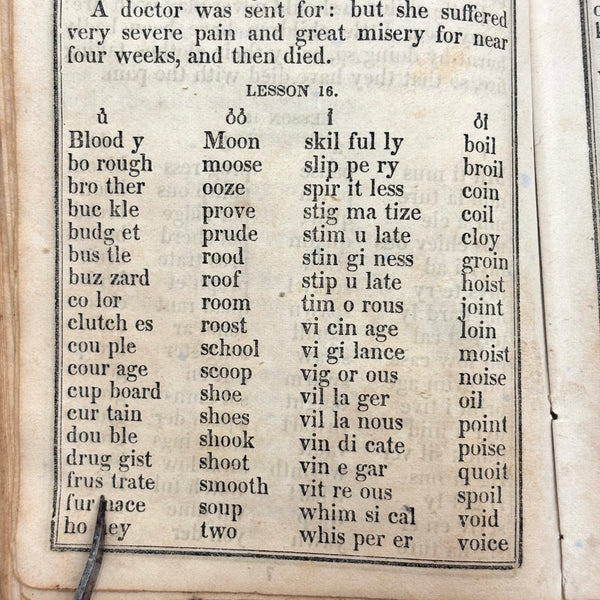 A doctor was sent for: but she suffered
very severe pain and great misery for near
four weeks, and then died.
LESSON 16.
ů ỏỏ ỉ ỏi
Blood y Moon skil ful ly boil
bo rough moose slip pe ry broil
bro ther ooze spir it less coin
buc kle prove stig ma tize coil
budg et prude stim u late cloy
bus tle rood stin gi ness groin
buz zard roof stip u late hoist
co lor room tim o rous joint
clutch es roost vi cin age loin
cou ple school vi gi lance moist
cour age scoop vig or ous noise
cup board shoe vil la ger oil
cur tain shoes vil la nous point
dou ble shook vin di cate poise
drug gist shoot vin e gar quoit
frus trate smooth vit re ous spoil
fur nace soup whim si cal void
ho ney two whis per er voice